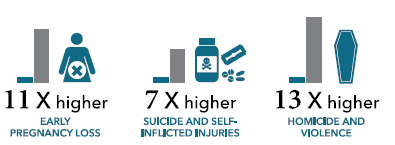 11 X higher
EARLY
PREGNANCY LOSS
7 X higher
SUICIDE AND SELF-
INFLICTED INJURIES
13 X higher
HOMICIDE AND
VIOLENCE